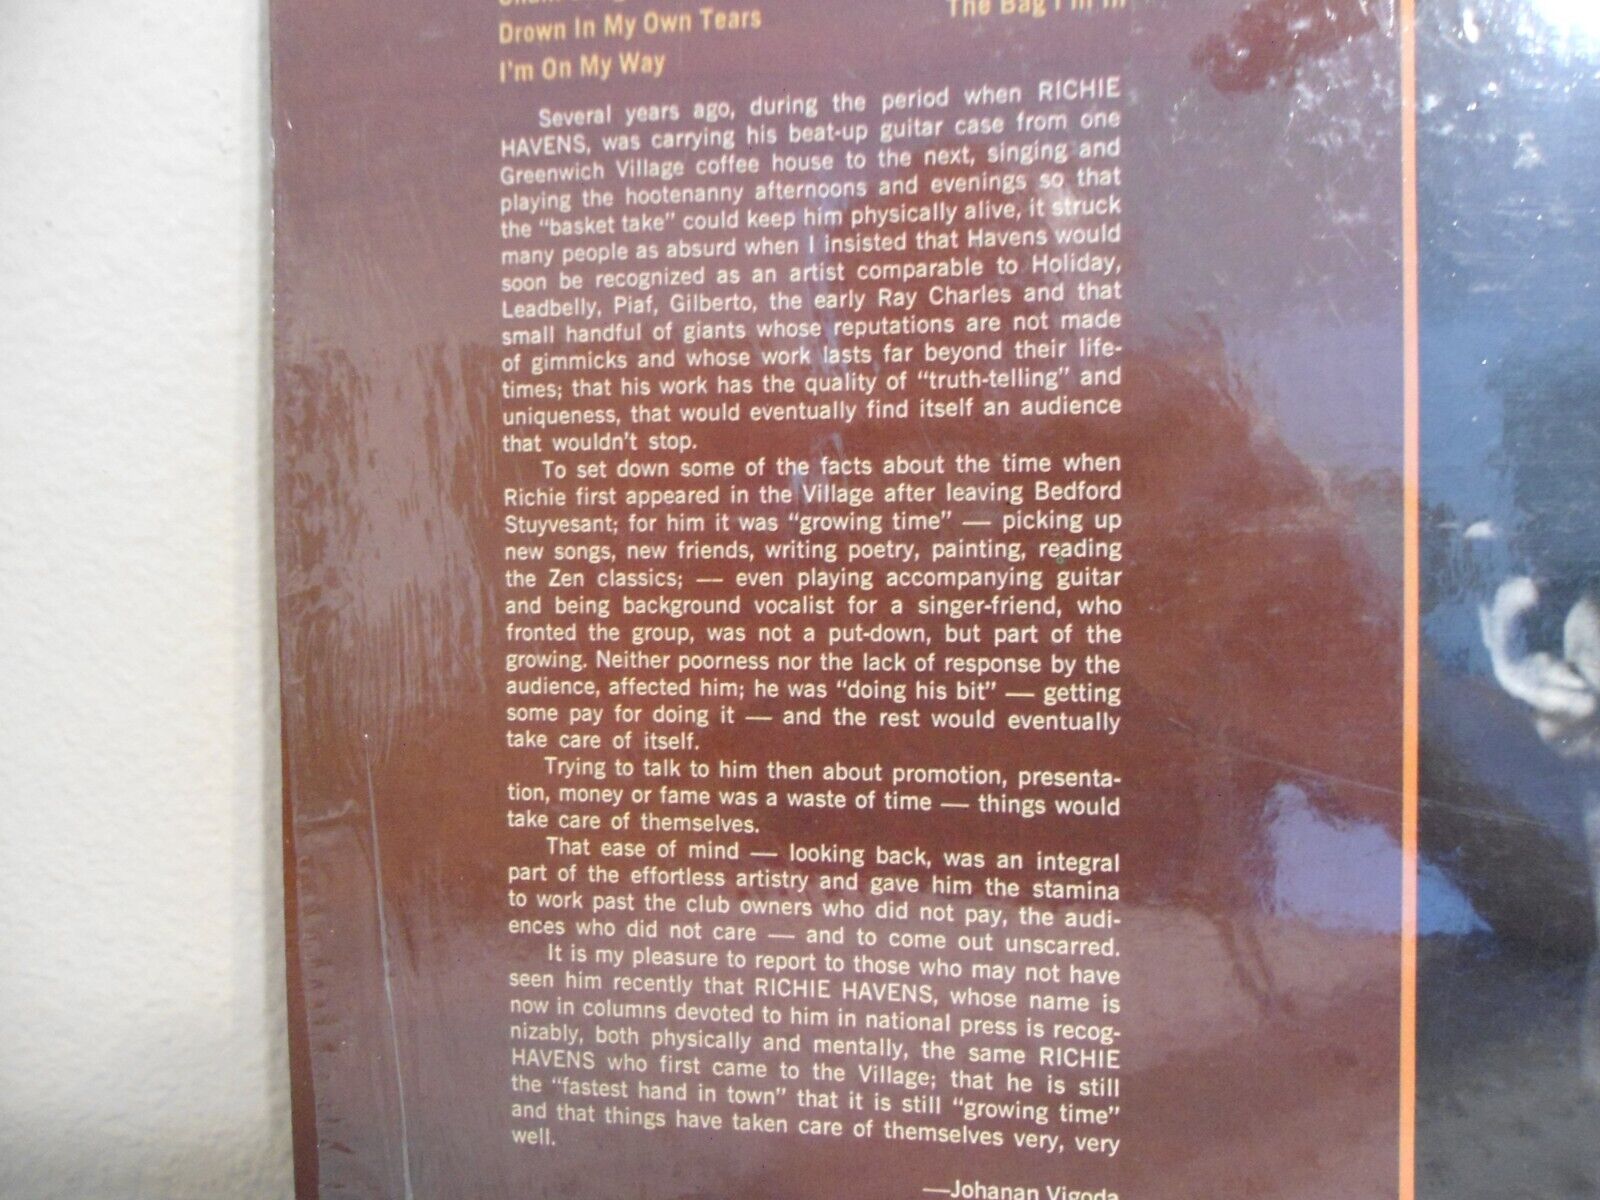 Drown In My Own Tears
I'm On My Way
The Bag I'm In
Several years ago, during the period when RICHIE
HAVENS, was carrying his beat-up guitar case from one
Greenwich Village coffee house to the next, singing and
playing the hootenanny afternoons and evenings so that
the "basket take" could keep him physically alive, it struck
many people as absurd when I insisted that Havens would
soon be recognized as an artist comparable to Holiday,
Leadbelly, Piaf, Gilberto, the early Ray Charles and that
small handful of giants whose reputations are not made
of gimmicks and whose work lasts far beyond their life-
times; that his work has the quality of "truth-telling" and
uniqueness, that would eventually find itself an audience
that wouldn't stop.
To set down some of the facts about the time when
Richie first appeared in the Village after leaving Bedford
Stuyvesant; for him it was "growing time" — picking up
new songs, new friends, writing poetry, painting, reading
the Zen classics; — even playing accompanying guitar
and being background vocalist for a singer-friend, who
fronted the group, was not a put-down, but part of the
growing. Neither poorness nor the lack of response by the
audience, affected him; he was "doing his bit" — getting
some pay for doing it — and the rest would eventually
take care of itself.
Trying to talk to him then about promotion, presenta-
tion, money or fame was a waste of time — things would
take care of themselves.
That ease of mind — looking back, was an integral
part of the effortless artistry and gave him the stamina
to work past the club owners who did not pay, the audi-
ences who did not care — and to come out unscarred.
It is my pleasure to report to those who may not have
seen him recently that RICHIE HAVENS, whose name is
now in columns devoted to him in national press is recog-
nizably, both physically and mentally, the same RICHIE
HAVENS who first came to the Village; that he is still
the "fastest hand in town" that it is still "growing time"
and that things have taken care of themselves very, very
well.
—Johanan Vigoda